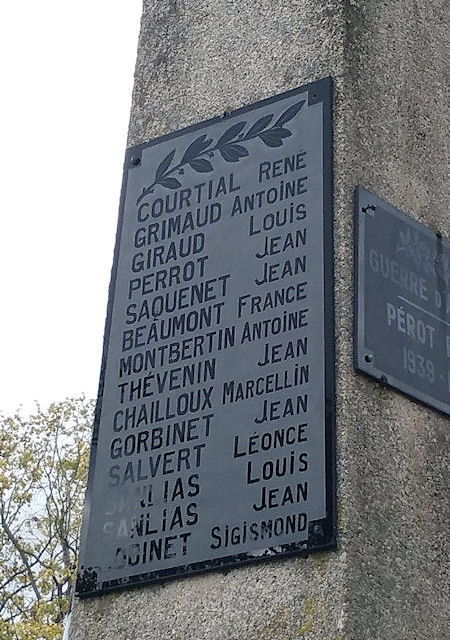 COURTIAL RENÉ
GRIMAUD ANTOINE
GIRAUD LOUIS
PERROT JEAN
SAQUENET JEAN
BEAUMONT FRANCE
MONTBERTIN ANTOINE
THÉVENIN JEAN
CHAILLOUX MARCELLIN
GORBINET JEAN
SALVERT LÉONCE
SANLIAS LOUIS
SANLIAS JEAN
SIGISMOND
GUERRE D
PÉROT
1939-